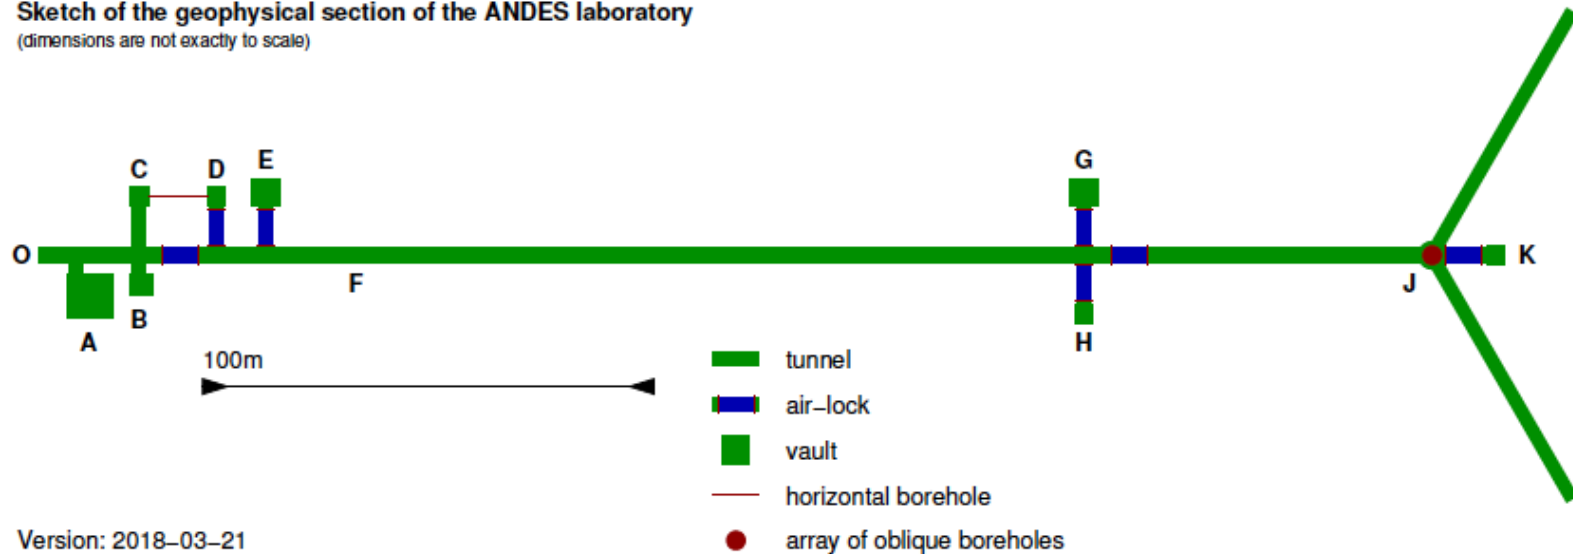 Sketch of the geophysical section of the ANDES laboratory
(dimensions are not exactly to scale)
C D E G
O F J K
A B H
100m
tunnel
air–lock
vault
horizontal borehole
array of oblique boreholes
Version: 2018–03–21